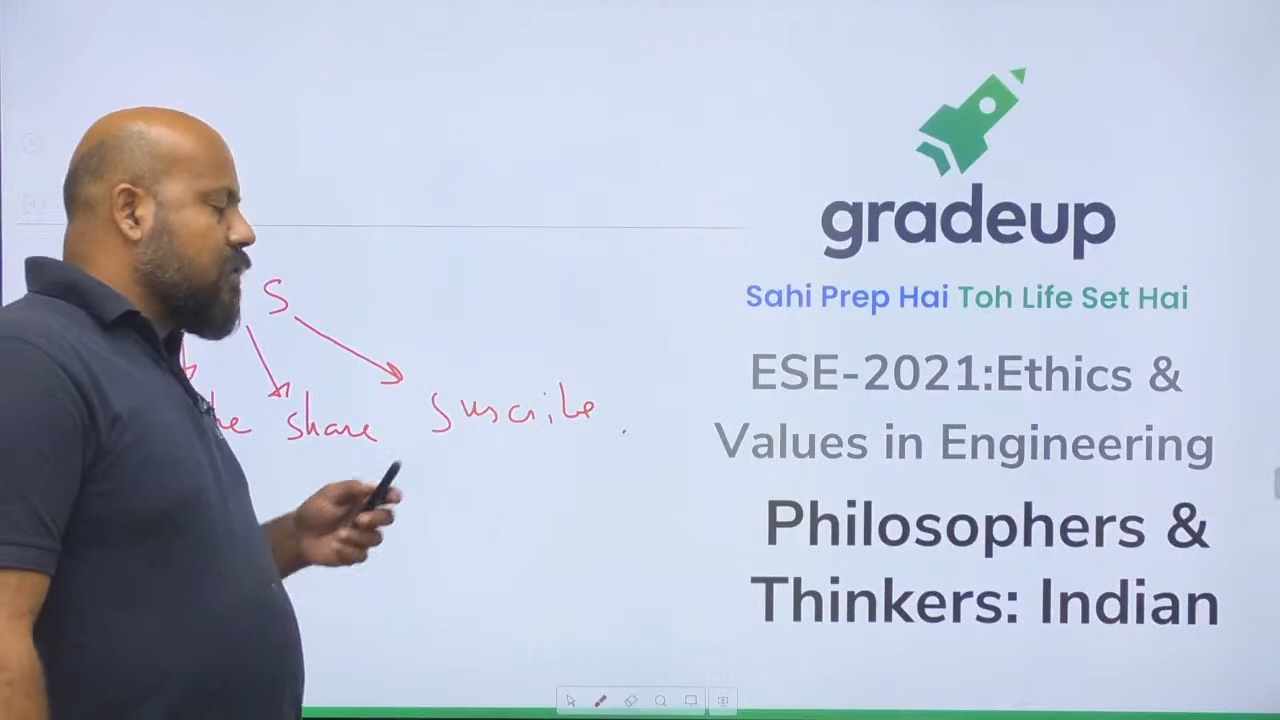 S
share
suscribe
gradeup
Sahi Prep Hai Toh Life Set Hai
ESE-2021:Ethics &
Values in Engineering
Philosophers &
Thinkers: Indian